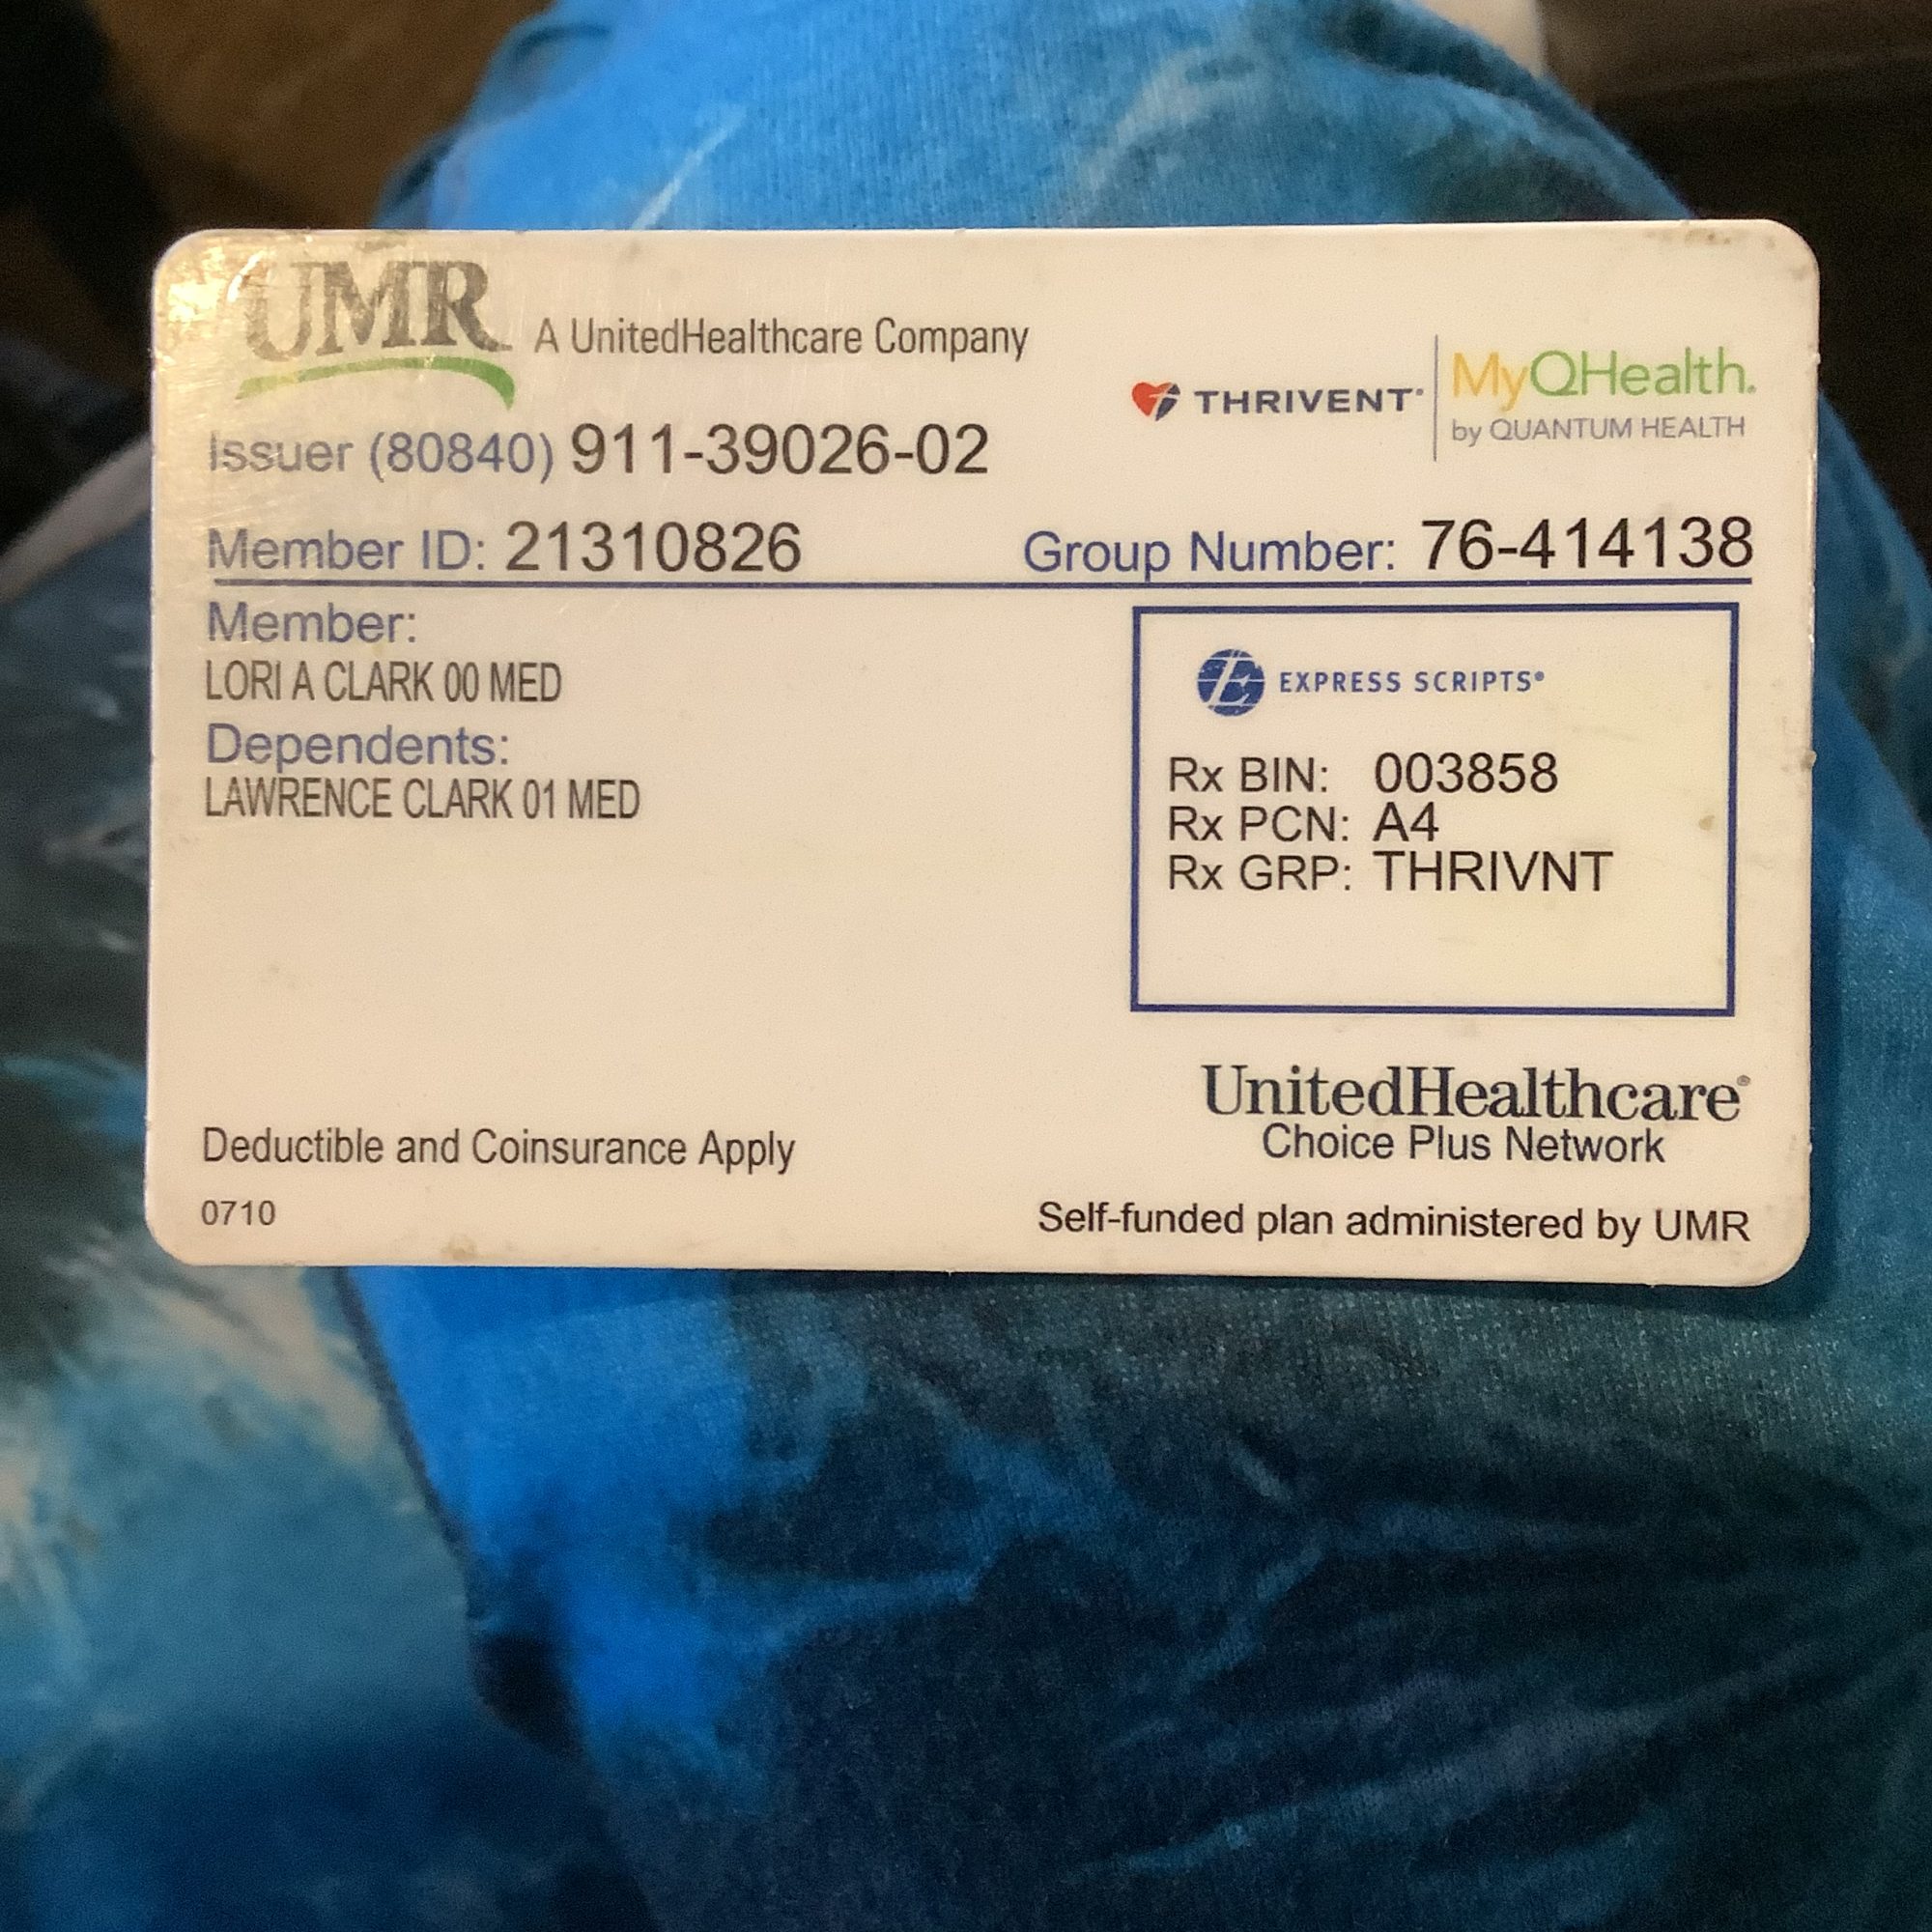 UMR A UnitedHealthcare Company
THRIVENT® MyQHealth.
by QUANTUM HEALTH
Issuer (80840) 911-39026-02
Member ID: 21310826 Group Number: 76-414138
Member:
LORI A CLARK 00 MED
Dependents:
LAWRENCE CLARK 01 MED
EXPRESS SCRIPTS®
Rx BIN: 003858
Rx PCN: A4
Rx GRP: THRIVNT
UnitedHealthcare®
Choice Plus Network
Deductible and Coinsurance Apply
0710
Self-funded plan administered by UMR